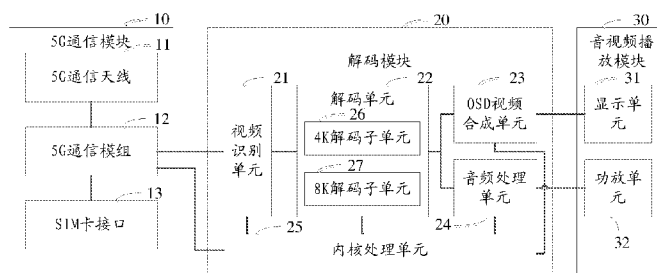 10
5G通信模块
11
5G通信天线
12
5G通信模组
13
SIM卡接口
20
解码模块
21
视频
识别
单元
22
解码单元
26
4K解码子单元
27
8K解码子单元
23
OSD视频
合成单元
音频处理
单元
24
25
内核处理单元
30
音视频播
放模块
31
显示单
元
功放单
元
32